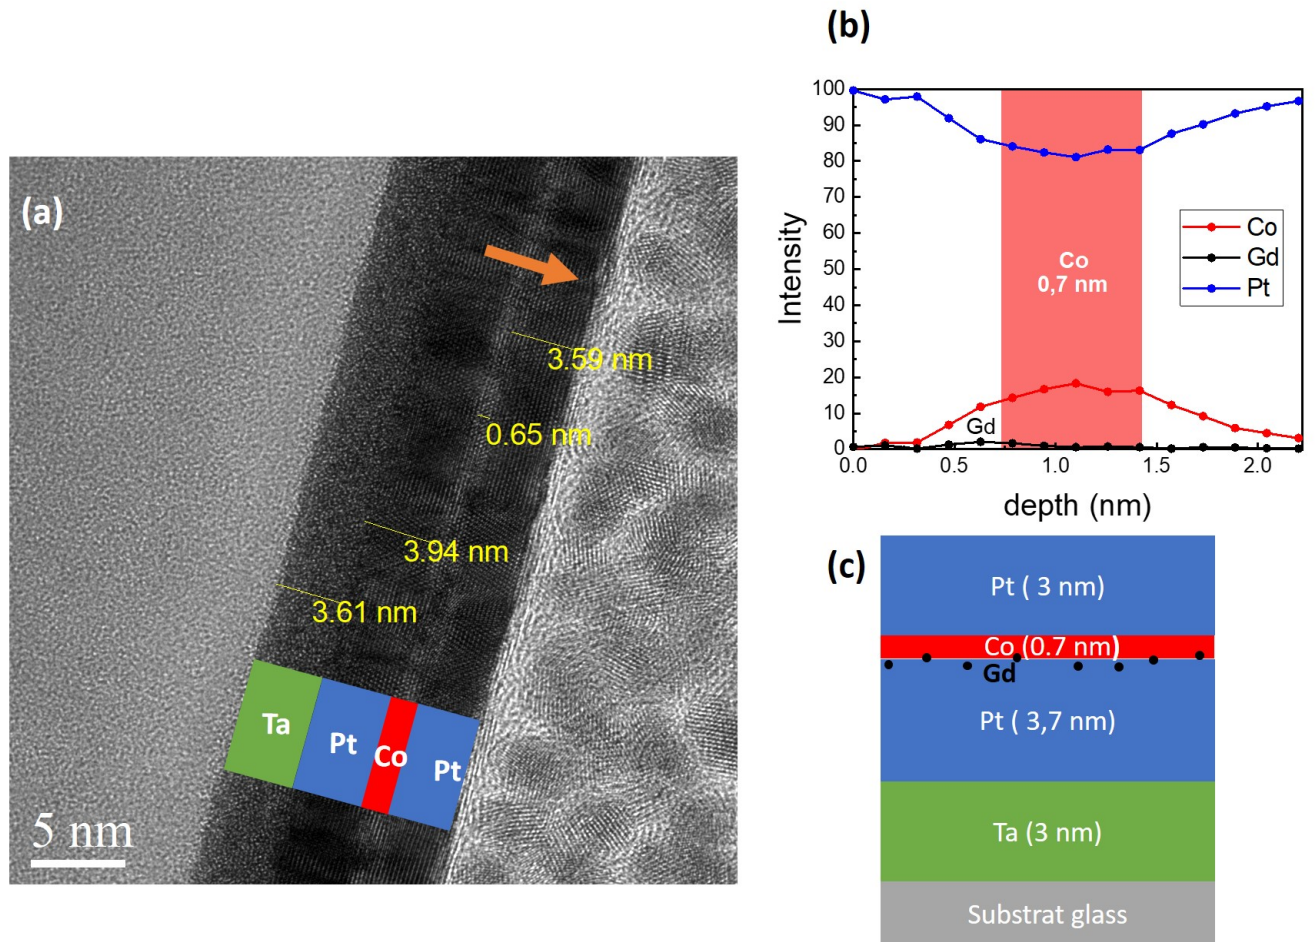 (a)
3.59 nm
0.65 nm
3.94 nm
3.61 nm
Ta
Pt
Co
Pt
5 nm
(b)
100
90
80
70
60
50
40
30
20
10
0
Intensity
Co
0,7 nm
Co
Gd
Pt
Gd
0.0
0.5
1.0
1.5
2.0
depth (nm)
(c)
Pt ( 3 nm)
Co (0.7 nm)
Gd
Pt ( 3,7 nm)
Ta (3 nm)
Substrat glass